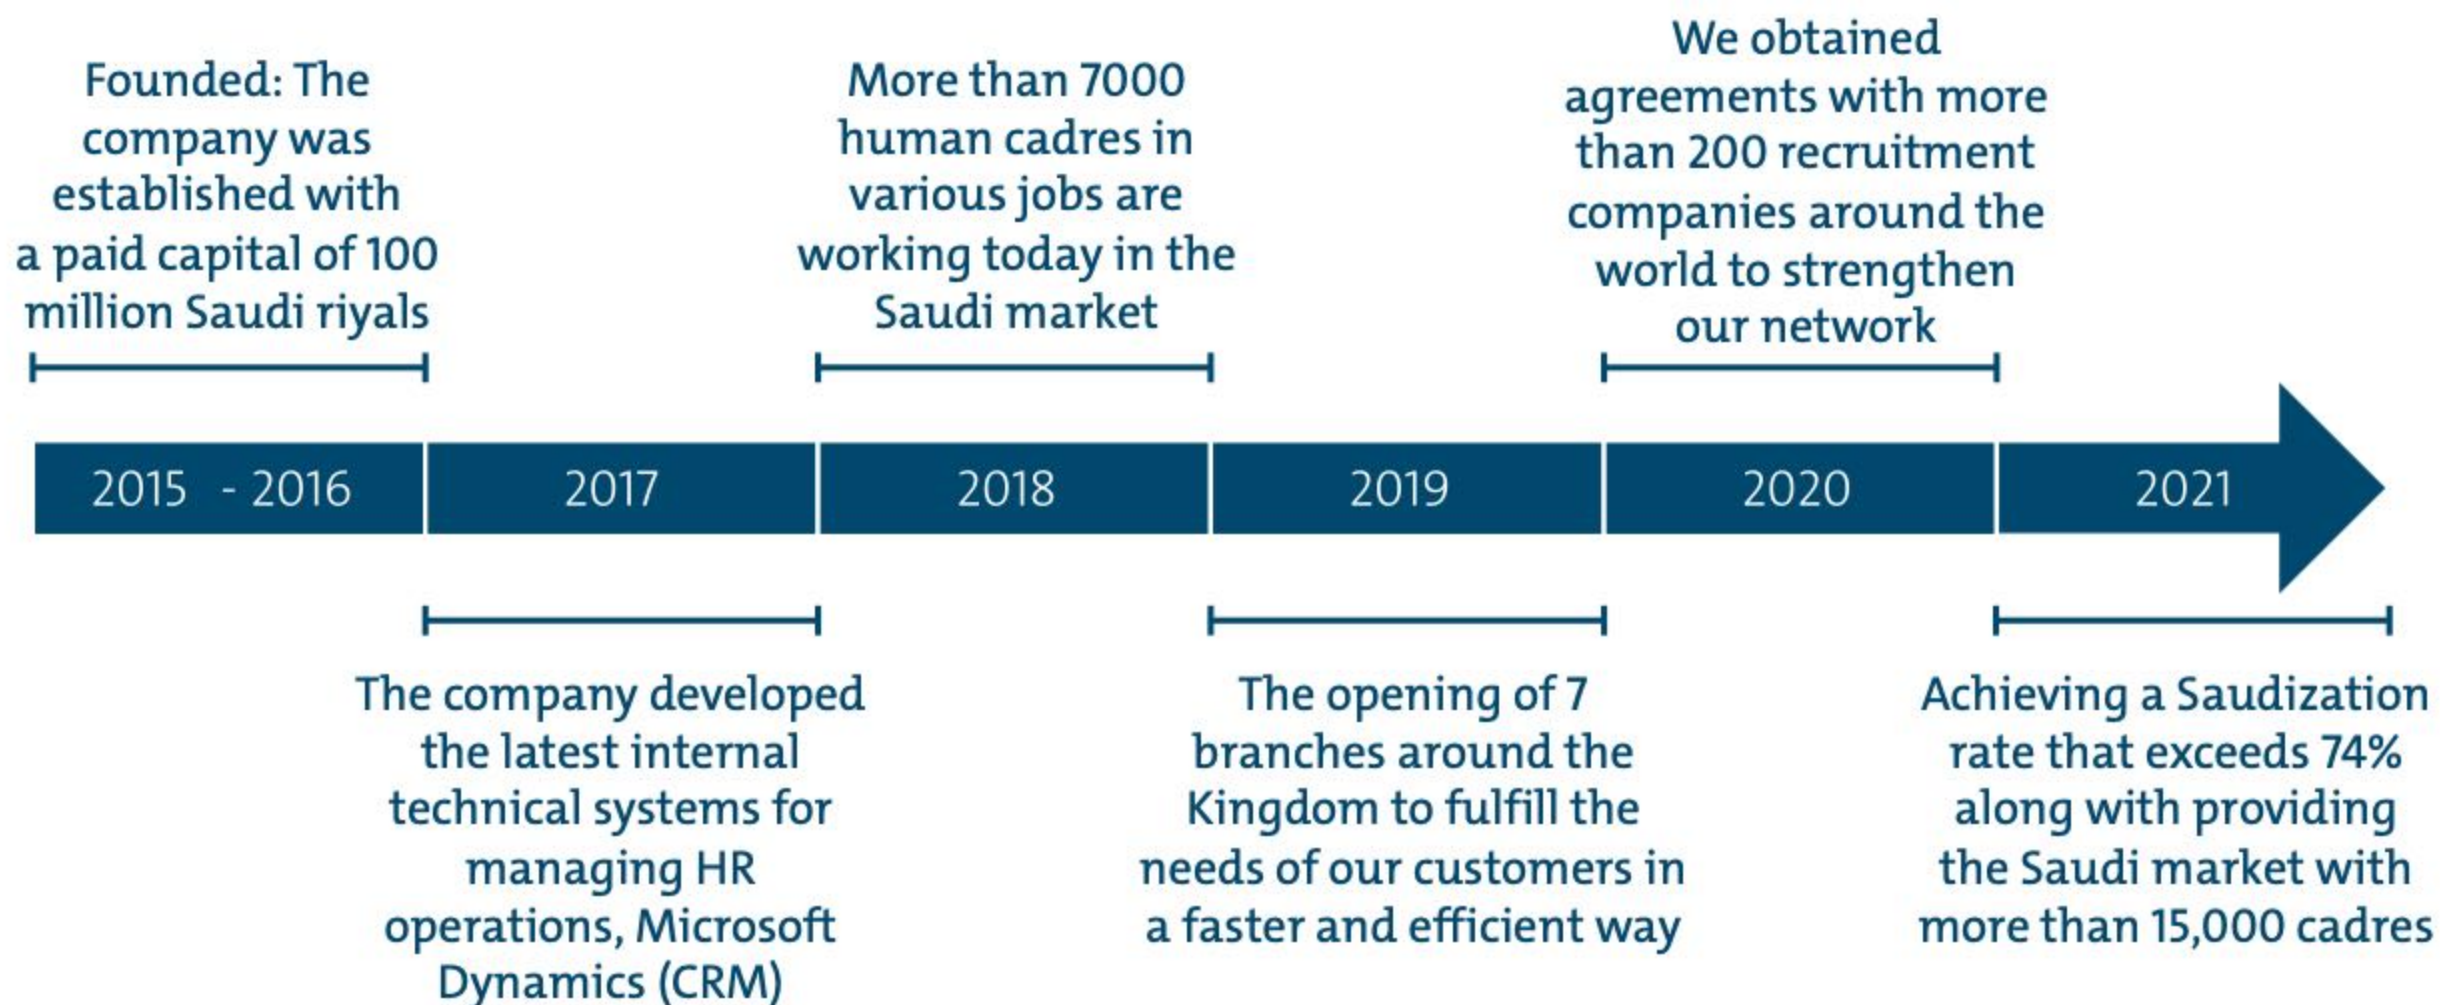 Founded: The
company was
established with
a paid capital of 100
million Saudi riyals
More than 7000
human cadres in
various jobs are
working today in the
Saudi market
We obtained
agreements with more
than 200 recruitment
companies around the
world to strengthen
our network
2015 - 2016
2017
2018
2019
2020
2021
The company developed
the latest internal
technical systems for
managing HR
operations, Microsoft
Dynamics (CRM)
The opening of 7
branches around the
Kingdom to fulfill the
needs of our customers in
a faster and efficient way
Achieving a Saudization
rate that exceeds 74%
along with providing
the Saudi market with
more than 15,000 cadres